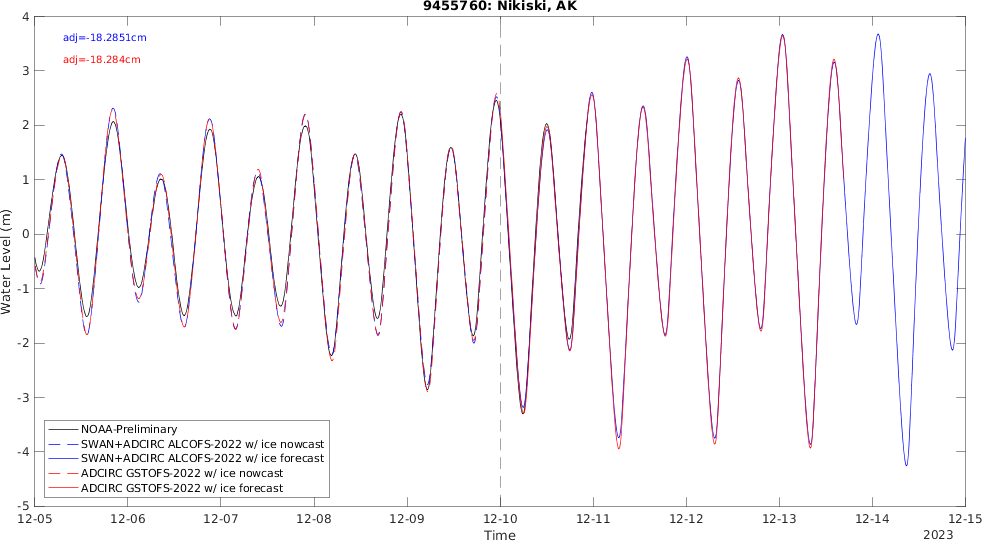 9455760: Nikiski, AK
adj=-18.2851cm
adj=-18.284cm
4
3
2
1
0
-1
-2
-3
-4
-5
Water Level (m)
NOAA-Preliminary
SWAN+ADCIRC ALCOFS-2022 w/ ice nowcast
SWAN+ADCIRC ALCOFS-2022 w/ ice forecast
ADCIRC GSTOFS-2022 w/ ice nowcast
ADCIRC GSTOFS-2022 w/ ice forecast
12-05 12-06 12-07 12-08 12-09 12-10 12-11 12-12 12-13 12-14 12-15
Time
2023